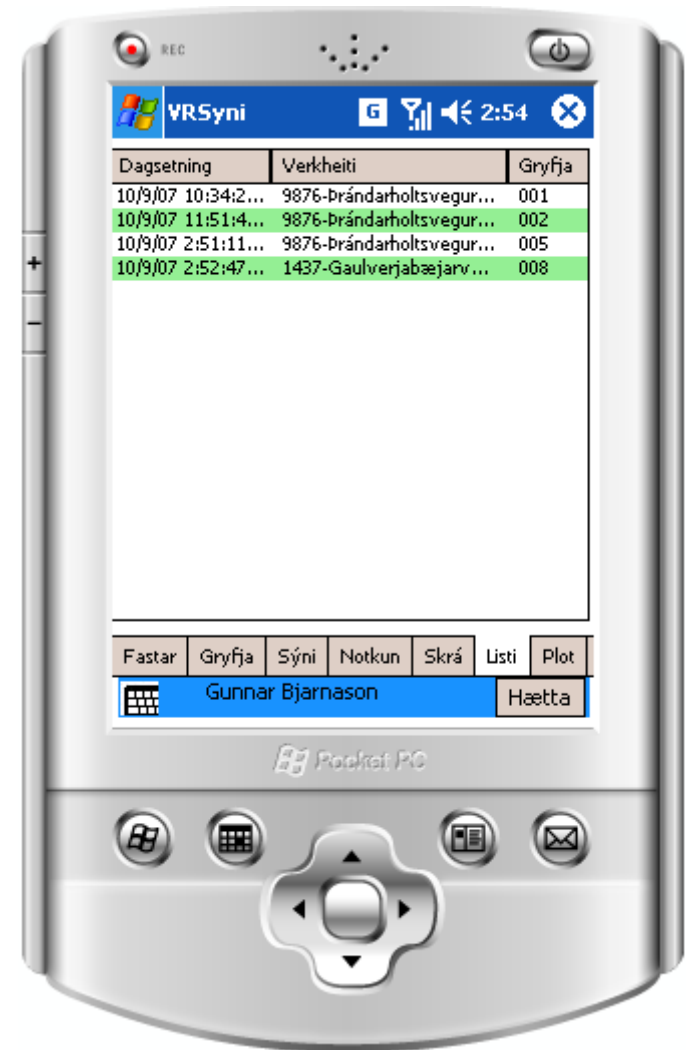 REC
VRSyni G 2:54
Dagsetning Verkheiti Gryfja
10/9/07 10:34:2... 9876-Þrándarholtsvegur... 001
10/9/07 11:51:4... 9876-Þrándarholtsvegur... 002
10/9/07 2:51:11... 9876-Þrándarholtsvegur... 005
10/9/07 2:52:47... 1437-Gaulverjabæjarv... 008
+
−
Fastar Gryfja Sýni Notkun Skrá Listi Plot
Gunnar Bjarnason Hætta
Pocket PC